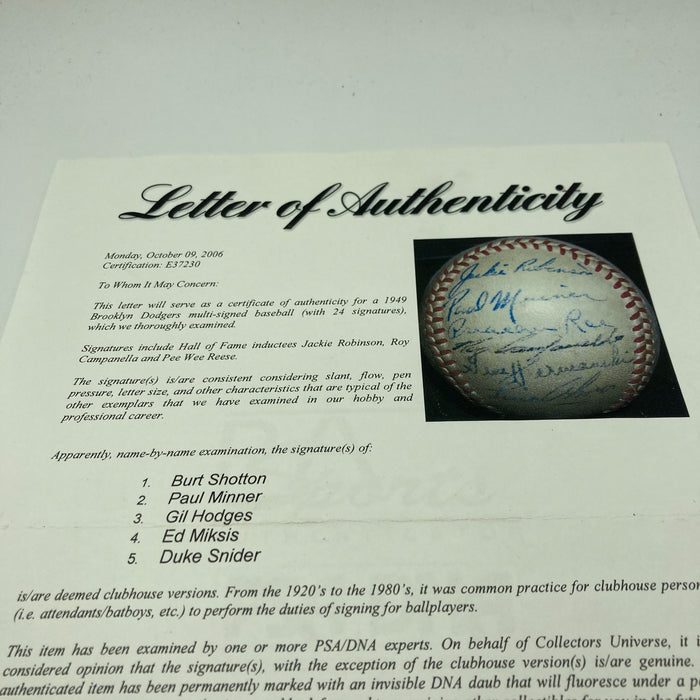 Letter of Authenticity
Monday, October 09, 2006
Certification: E37230
To Whom It May Concern:
This letter will serve as a certificate of authenticity for a 1949
Brooklyn Dodgers multi-signed baseball (with 24 signatures),
which we thoroughly examined.
Signatures include Hall of Fame inductees Jackie Robinson, Roy
Campanella and Pee Wee Reese.
The signature(s) is/are consistent considering slant, flow, pen
pressure, letter size, and other characteristics that are typical of the
other exemplars that we have examined in our hobby and
professional career.
Jackie Robinson
Paul Minner
Reese
Roy Campanella
Apparently, name-by-name examination, the signature(s) of:
1. Burt Shotton
2. Paul Minner
3. Gil Hodges
4. Ed Miksis
5. Duke Snider
is/are deemed clubhouse versions. From the 1920's to the 1980's, it was common practice for clubhouse person
(i.e. attendants/batboys, etc.) to perform the duties of signing for ballplayers.
This item has been examined by one or more PSA/DNA experts. On behalf of Collectors Universe, it i
considered opinion that the signature(s), with the exception of the clubhouse version(s) is/are genuine.
authenticated item has been permanently marked with an invisible DNA daub that will fluoresce under a